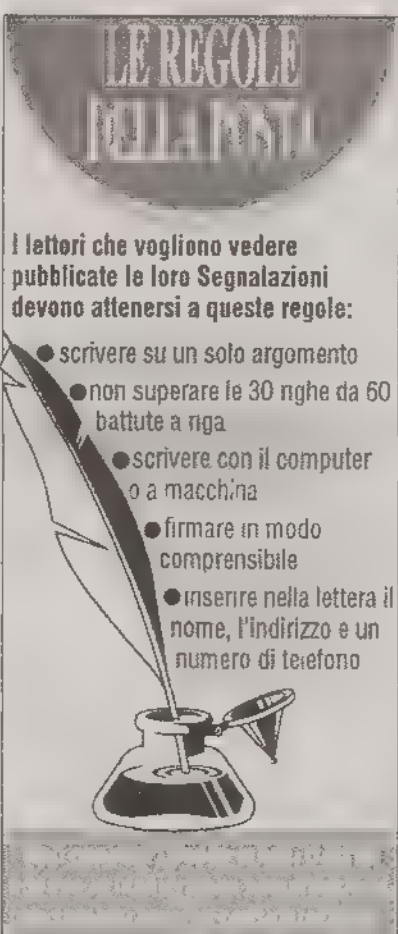 LE REGOLE
DELLA POSTA
I lettori che vogliono vedere
pubblicate le loro Segnalazioni
devono attenersi a queste regole:
● scrivere su un solo argomento
● non superare le 30 righe da 60
battute a riga
● scrivere con il computer
o a macchina
● firmare in modo
comprensibile
● inserire nella lettera il
nome, l'indirizzo e un
numero di telefono